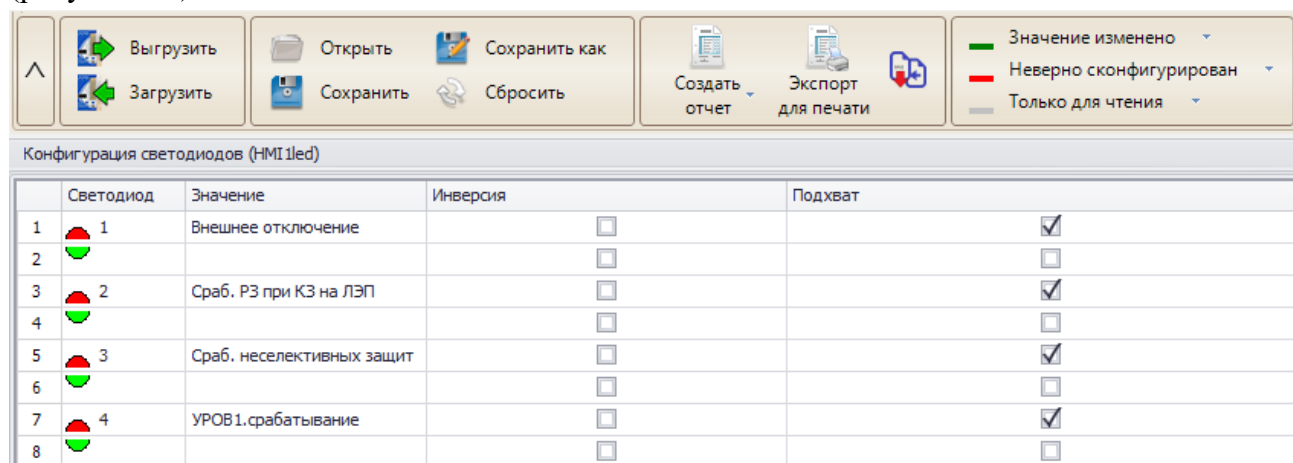 Выгрузить
Загрузить
Открыть
Сохранить
Сохранить как
Сбросить
Создать
отчет
Экспорт
для печати
Значение изменено
Неверно сконфигурирован
Только для чтения
Конфигурация светодиодов (HMI1led)
Светодиод Значение Инверсия Подхват
1 1 Внешнее отключение
2
3 2 Сраб. РЗ при КЗ на ЛЭП
4
5 3 Сраб. неселективных защит
6
7 4 УРОВ1.срабатывание
8